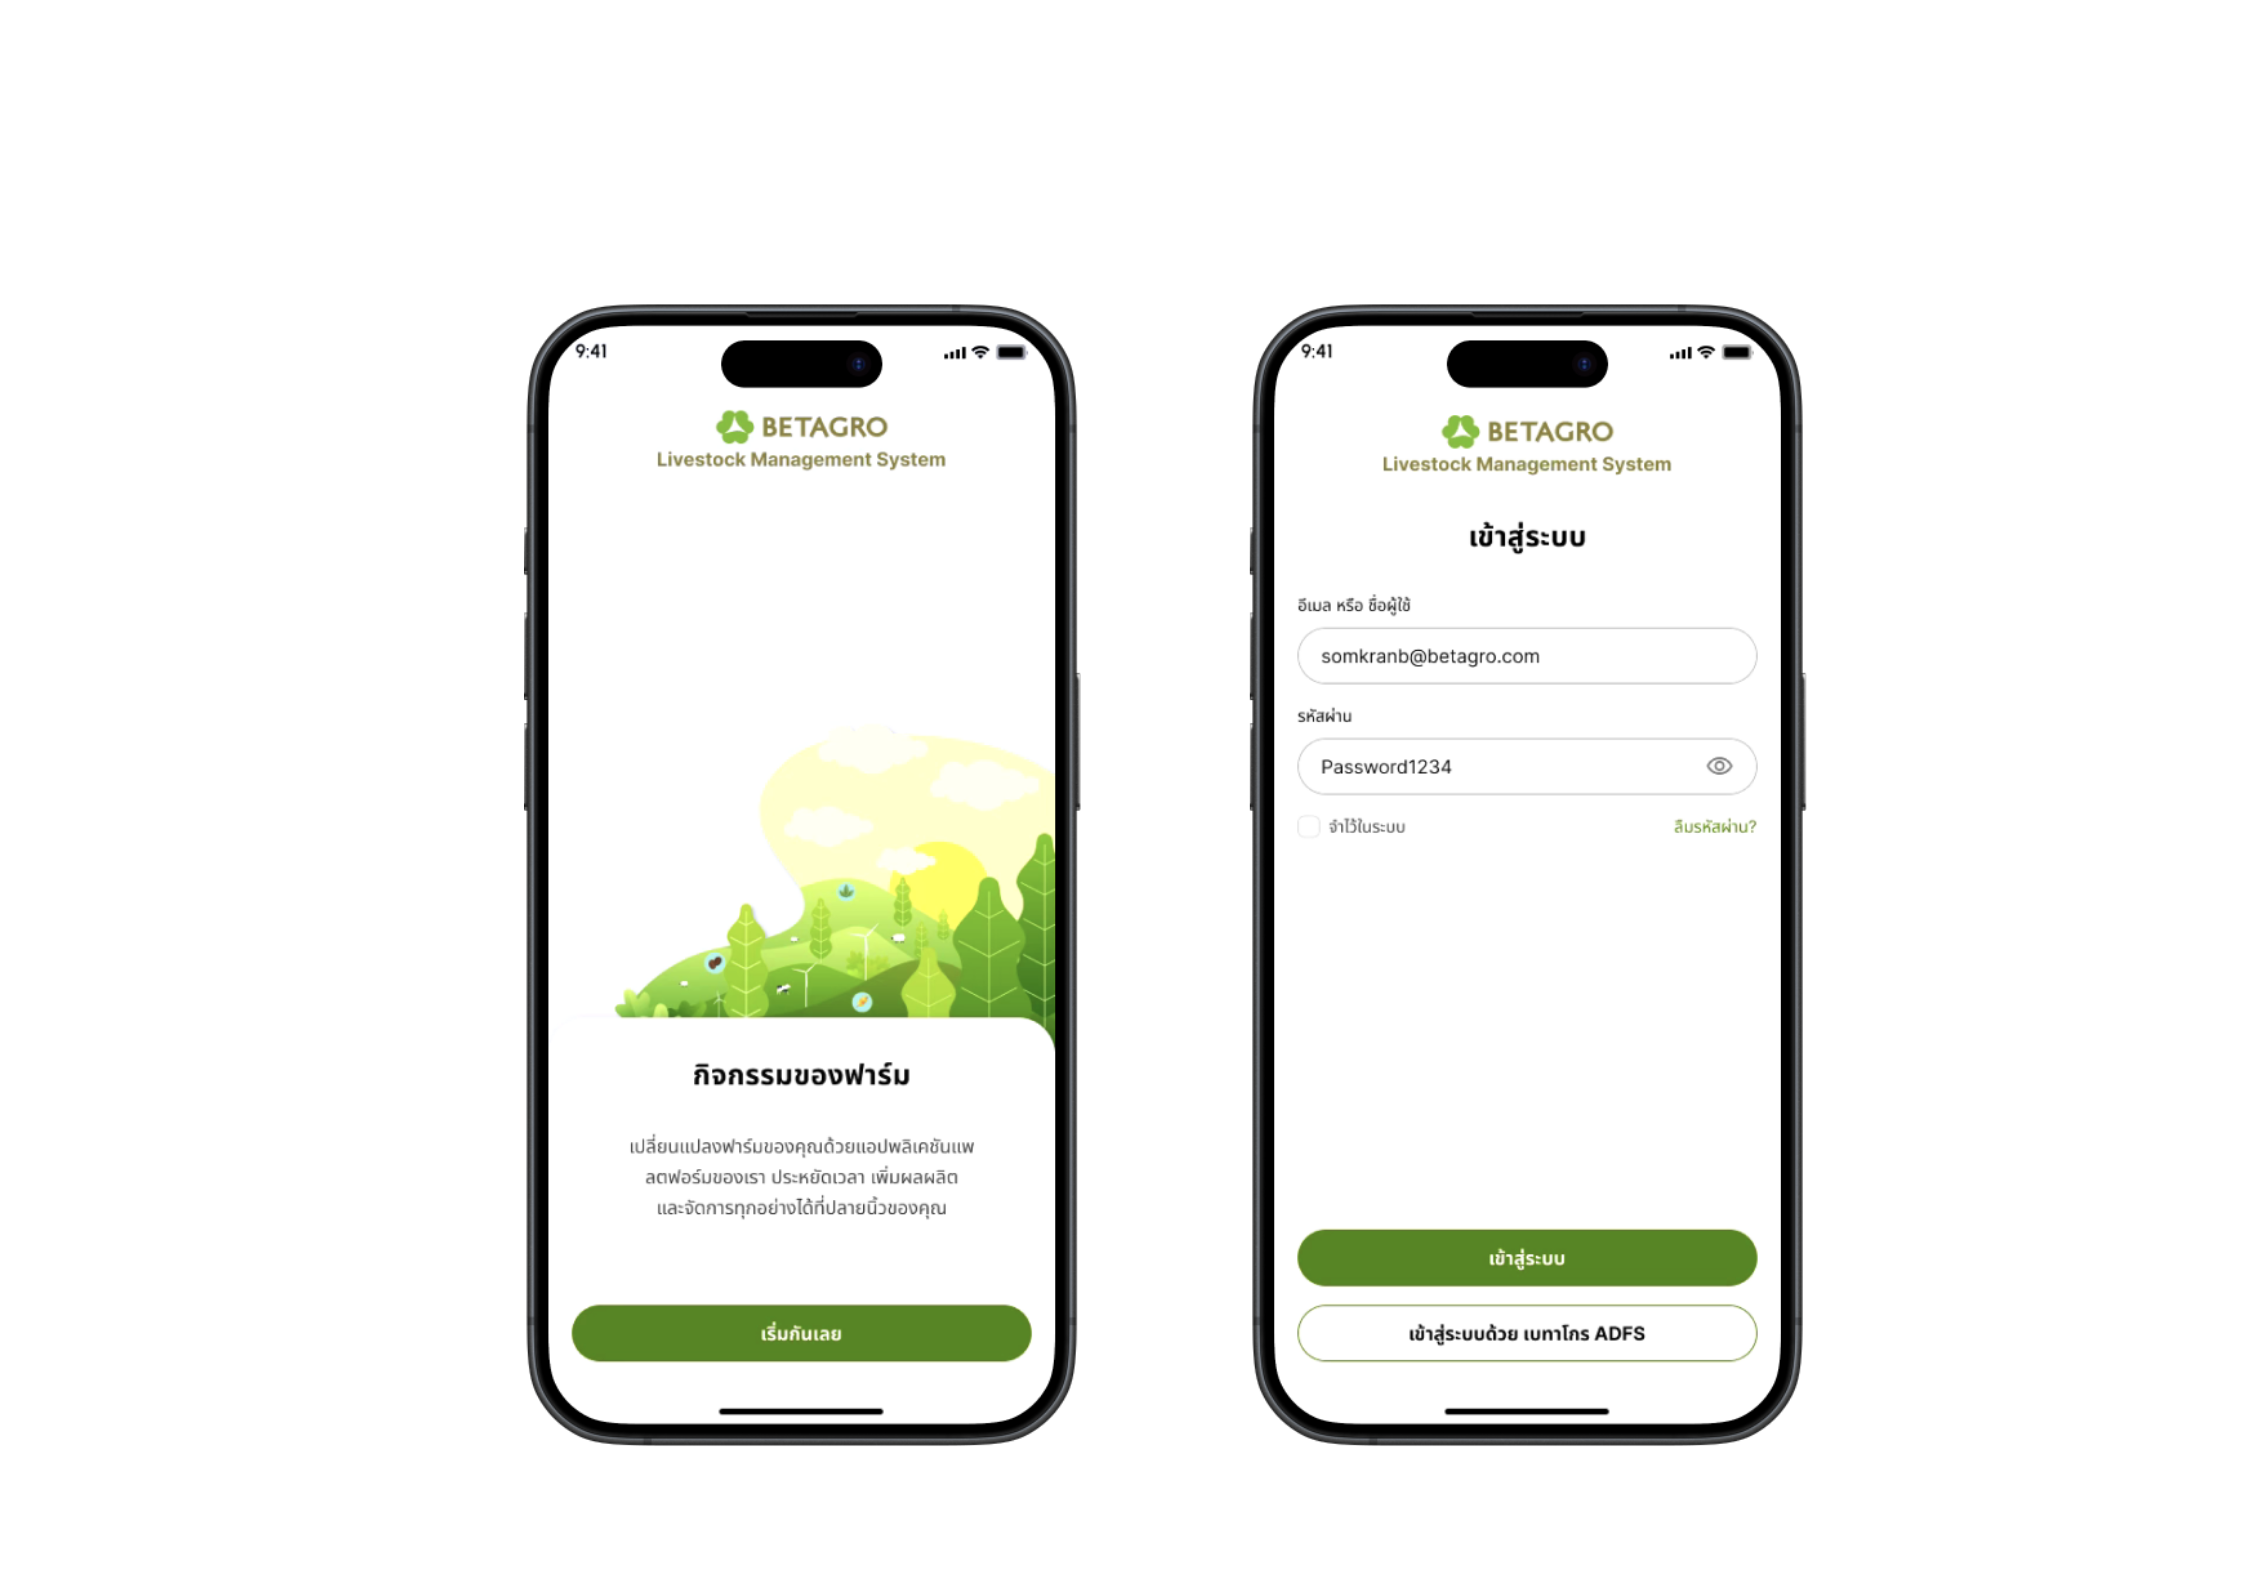 9:41
BETAGRO
Livestock Management System
กิจกรรมของฟาร์ม
เปลี่ยนแปลงฟาร์มของคุณด้วยแอปพลิเคชันแพ
ลตฟอร์มของเรา ประหยัดเวลา เพิ่มผลผลิต
และจัดการทุกอย่างได้ที่ปลายนิ้วของคุณ
เริ่มกันเลย
9:41
BETAGRO
Livestock Management System
เข้าสู่ระบบ
อีเมล หรือ ชื่อผู้ใช้
somkranb@betagro.com
รหัสผ่าน
Password1234
จำไว้ในระบบ
ลืมรหัสผ่าน?
เข้าสู่ระบบ
เข้าสู่ระบบด้วย เบทาโกร ADFS